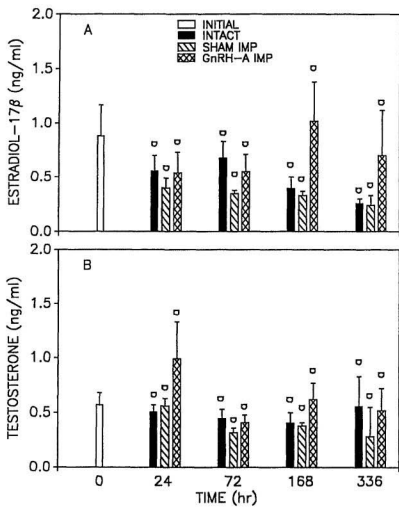 INITIAL
INTACT
SHAM IMP
GnRH-A IMP
A
ESTRADIOL-17β (ng/ml)
2.0
1.5
1.0
0.5
0.0
a a a
a a a
a a a
a a a
B
TESTOSTERONE (ng/ml)
2.0
1.5
1.0
0.5
0.0
a a a
a a a
a a a
a a a
0 24 72 168 336
TIME (hr)